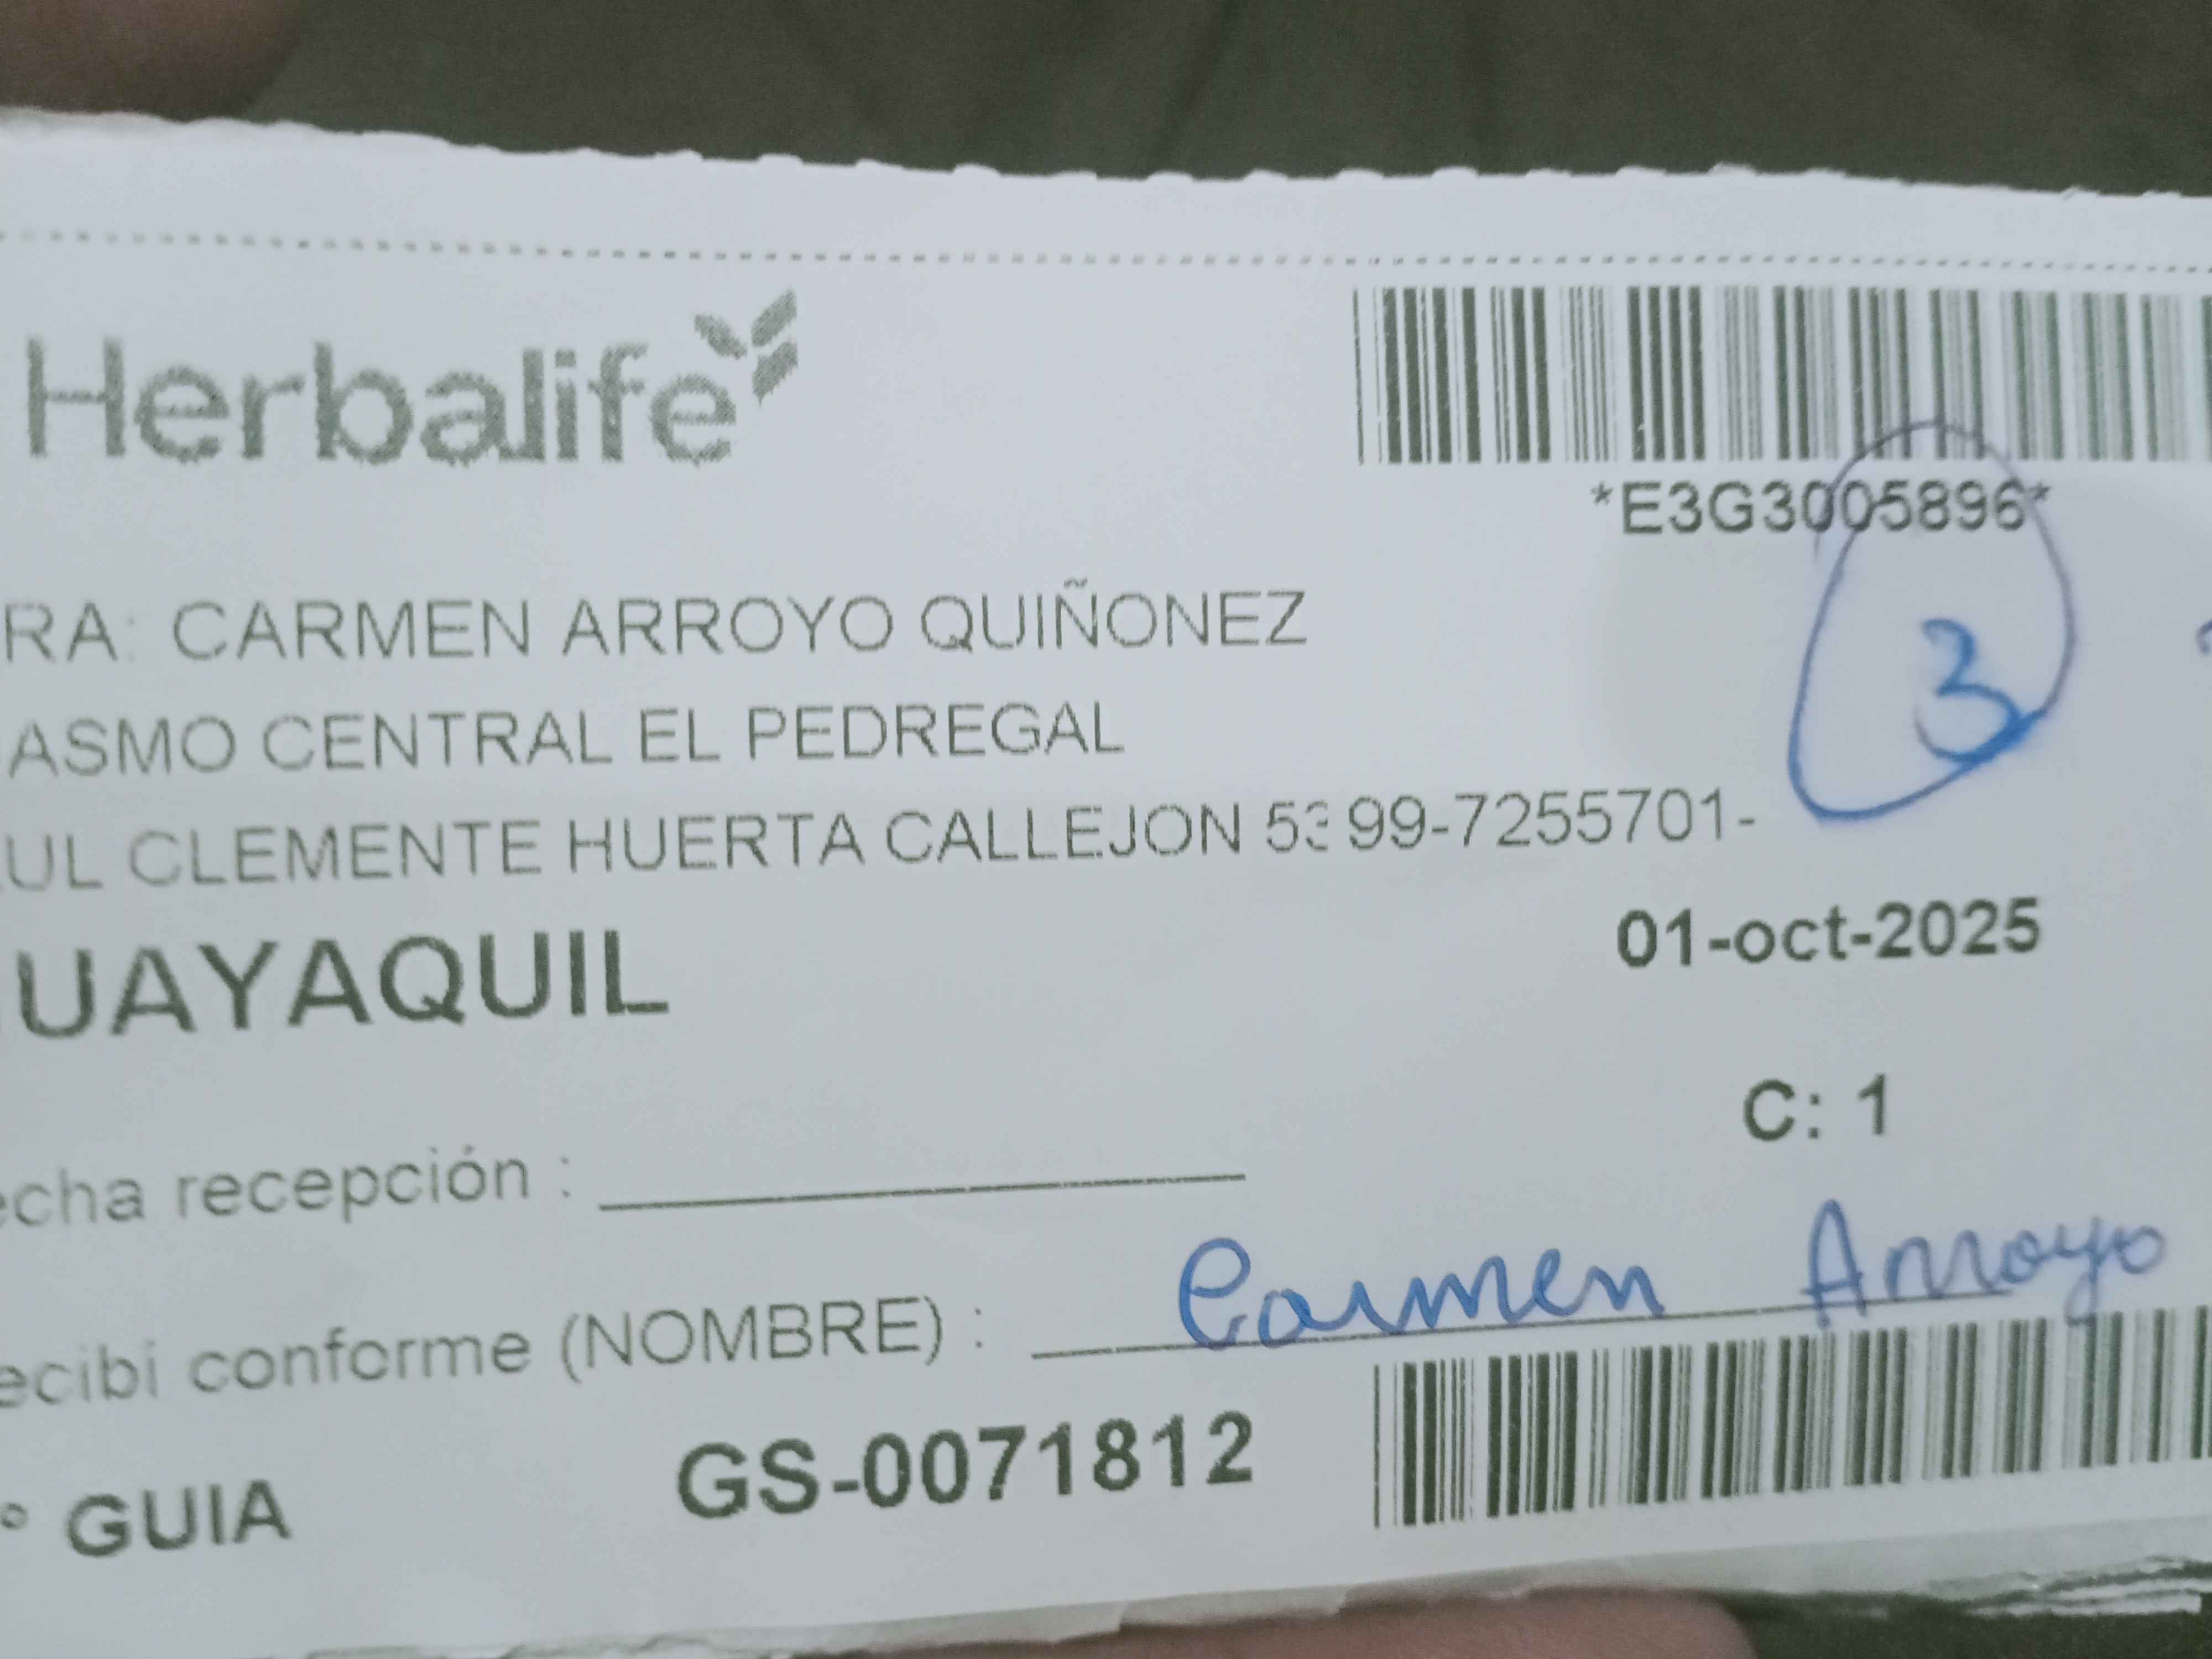 Herbalife
*E3G3005896*
RA: CARMEN ARROYO QUIÑONEZ
3
ASMO CENTRAL EL PEDREGAL
UL CLEMENTE HUERTA CALLEJON 53 99-7255701-
UAYAQUIL
01-oct-2025
C: 1
echa recepción :
ecibi conforme (NOMBRE) : Carmen Arroyo
° GUIA GS-0071812